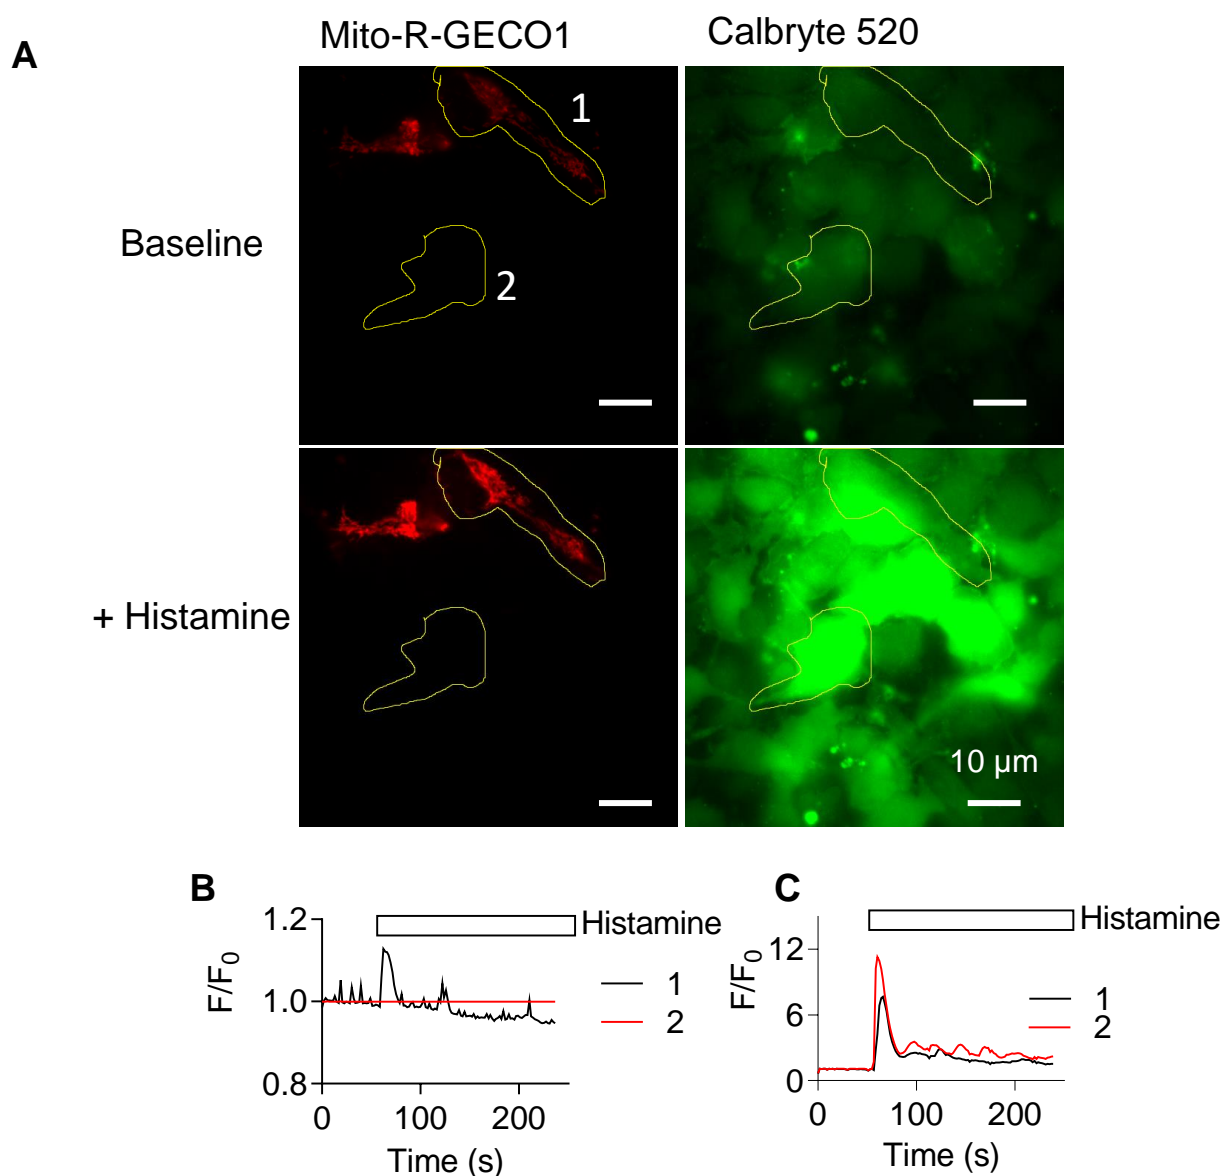 A
Mito-R-GECO1
Calbryte 520
1
2
Baseline
+ Histamine
10 µm
B
Histamine
1.2
1.0
0.8
F/F0
0
100
200
Time (s)
1
2
C
Histamine
12
6
0
F/F0
0
100
200
Time (s)
1
2